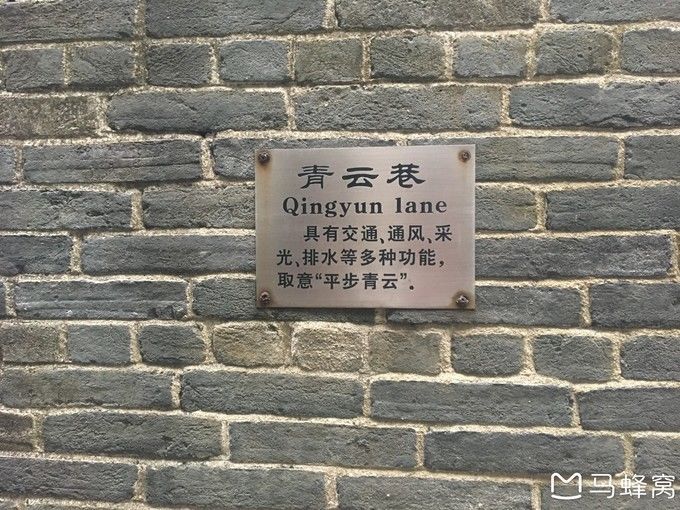 青云巷
Qingyun lane
具有交通、通风、采
光、排水等多种功能，
取意“平步青云”。
马蜂窝